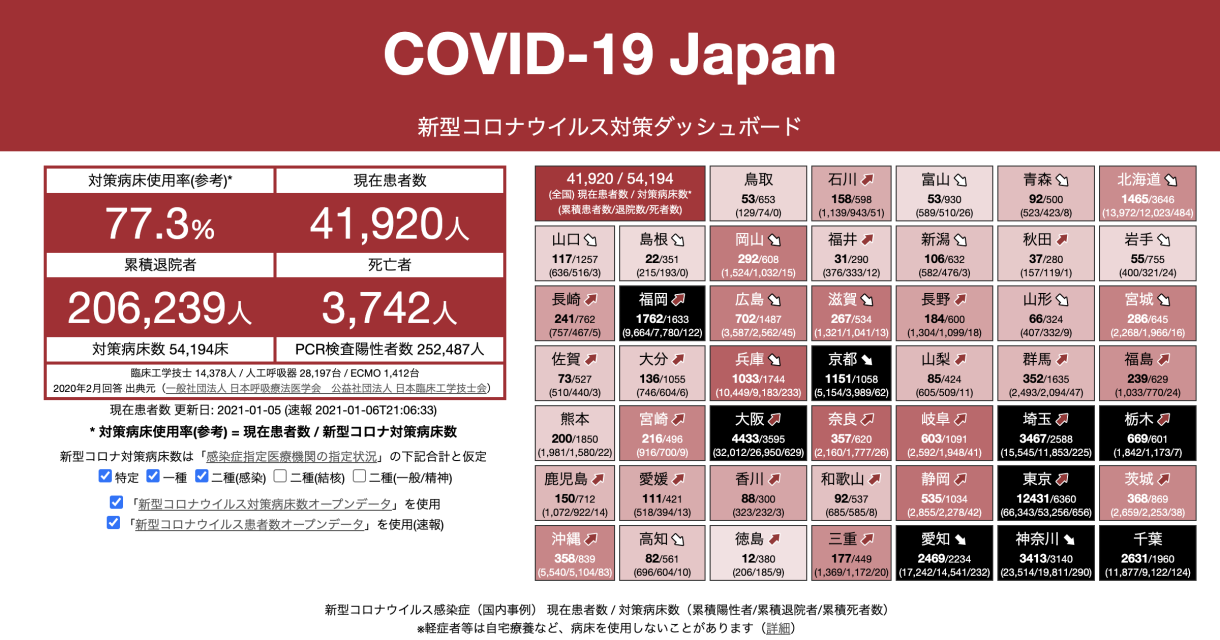 COVID-19 Japan
新型コロナウイルス対策ダッシュボード
対策病床使用率(参考)* 現在患者数
77.3% 41,920人
累積退院者 死亡者
206,239人 3,742人
対策病床数 54,194床 PCR検査陽性者数 252,487人
臨床工学技士 14,378人 / 人工呼吸器 28,197台 / ECMO 1,412台
2020年2月回答 出典元（一般社団法人 日本呼吸療法医学会　公益社団法人 日本臨床工学技士会）
現在患者数 更新日: 2021-01-05 (速報 2021-01-06T21:06:33)
* 対策病床使用率(参考) = 現在患者数 / 新型コロナ対策病床数
新型コロナ対策病床数は「感染症指定医療機関の指定状況」の下記合計と仮定
特定 一種 二種(感染) 二種(結核) 二種(一般/精神)
「新型コロナウイルス対策病床数オープンデータ」を使用
「新型コロナウイルス患者数オープンデータ」を使用(速報)
41,920 / 54,194
(全国) 現在患者数 / 対策病床数*
(累積患者数/退院数/死者数)
鳥取
53/653
(129/74/0)
石川
158/598
(1,139/943/51)
富山
53/930
(589/510/26)
青森
92/500
(523/423/8)
北海道
1465/3646
(13,972/12,023/484)
山口
117/1257
(636/516/3)
島根
22/351
(215/193/0)
岡山
292/608
(1,524/1,032/15)
福井
31/290
(376/333/12)
新潟
106/632
(582/476/3)
秋田
37/280
(157/119/1)
岩手
55/755
(400/321/24)
長崎
241/762
(757/467/5)
福岡
1762/1633
(9,664/7,780/122)
広島
702/1487
(3,587/2,562/45)
滋賀
267/534
(1,321/1,041/13)
長野
184/600
(1,304/1,099/18)
山形
66/324
(407/332/9)
宮城
286/645
(2,268/1,966/16)
佐賀
73/527
(510/440/3)
大分
136/1055
(746/604/6)
兵庫
1033/1744
(10,449/9,183/233)
京都
1151/1058
(5,154/3,989/62)
山梨
85/424
(605/509/11)
群馬
352/1635
(2,493/2,094/47)
福島
239/629
(1,033/770/24)
熊本
200/1850
(1,981/1,580/22)
宮崎
216/496
(916/700/9)
大阪
4433/3595
(32,012/26,950/629)
奈良
357/620
(2,160/1,777/26)
岐阜
603/1091
(2,592/1,948/41)
埼玉
3467/2588
(15,545/11,853/225)
栃木
669/601
(1,842/1,173/7)
鹿児島
150/712
(1,072/922/14)
愛媛
111/421
(518/394/13)
香川
88/300
(323/232/3)
和歌山
92/537
(685/585/8)
静岡
535/1034
(2,855/2,278/42)
東京
12431/6360
(66,343/53,256/656)
茨城
368/869
(2,659/2,253/38)
沖縄
358/839
(5,540/5,104/83)
高知
82/561
(696/604/10)
徳島
12/380
(206/185/9)
三重
177/449
(1,369/1,172/20)
愛知
2469/2234
(17,242/14,541/232)
神奈川
3413/3140
(23,514/19,811/290)
千葉
2631/1960
(11,877/9,122/124)
新型コロナウイルス感染症（国内事例） 現在患者数 / 対策病床数（累積陽性者/累積退院者/累積死者数）
※軽症者等は自宅療養など、病床を使用しないことがあります（詳細）